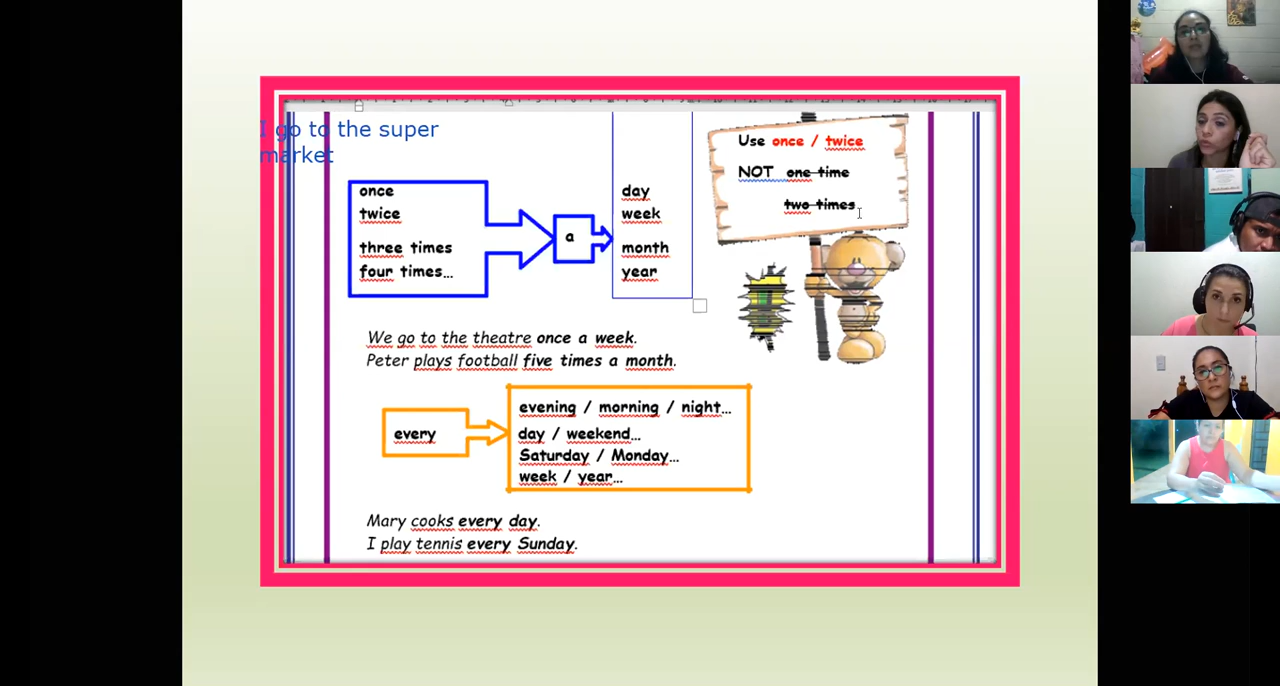 I go to the super
market
once
twice
three times
four times...
a
day
week
month
year
Use once / twice
NOT one time
two times
We go to the theatre once a week.
Peter plays football five times a month.
every
evening / morning / night...
day / weekend...
Saturday / Monday...
week / year...
Mary cooks every day.
I play tennis every Sunday.